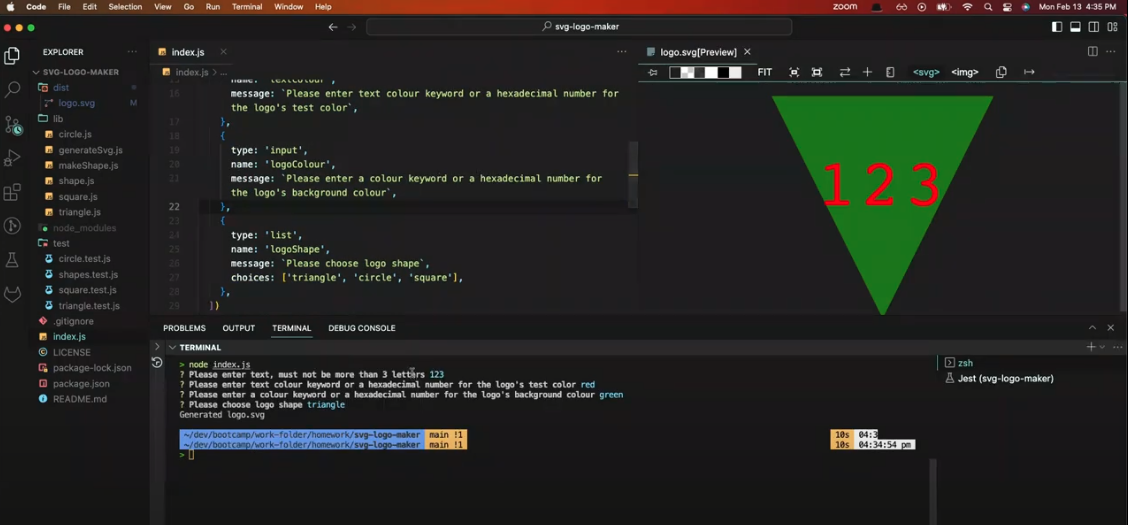 Code File Edit Selection View Go Run Terminal Window Help zoom Mon Feb 13 4:35 PM
svg-logo-maker
EXPLORER
SVG-LOGO-MAKER
dist
logo.svg M
lib
circle.js
generateSvg.js
makeShape.js
shape.js
square.js
triangle.js
node_modules
test
circle.test.js
shapes.test.js
square.test.js
triangle.test.js
.gitignore
index.js
LICENSE
package-lock.json
package.json
README.md
index.js
index.js > ...
name: 'textColour',
16 message: `Please enter text colour keyword or a hexadecimal number for
the logo's test color`,
17 },
18 {
19 type: 'input',
20 name: 'logoColour',
21 message: `Please enter a colour keyword or a hexadecimal number for
the logo's background colour`,
22 },
23 {
24 type: 'list',
25 name: 'logoShape',
26 message: `Please choose logo shape`,
27 choices: ['triangle', 'circle', 'square'],
28 },
29 ])
logo.svg[Preview]
FIT <svg> <img>
123
PROBLEMS OUTPUT TERMINAL DEBUG CONSOLE
TERMINAL
> node index.js
? Please enter text, must not be more than 3 letters 123
? Please enter text colour keyword or a hexadecimal number for the logo's test color red
? Please enter a colour keyword or a hexadecimal number for the logo's background colour green
? Please choose logo shape triangle
Generated logo.svg
~/dev/bootcamp/work-folder/homework/svg-logo-maker main !1 10s 04:3
~/dev/bootcamp/work-folder/homework/svg-logo-maker main !1 10s 04:34:54 pm
>
zsh
Jest (svg-logo-maker)